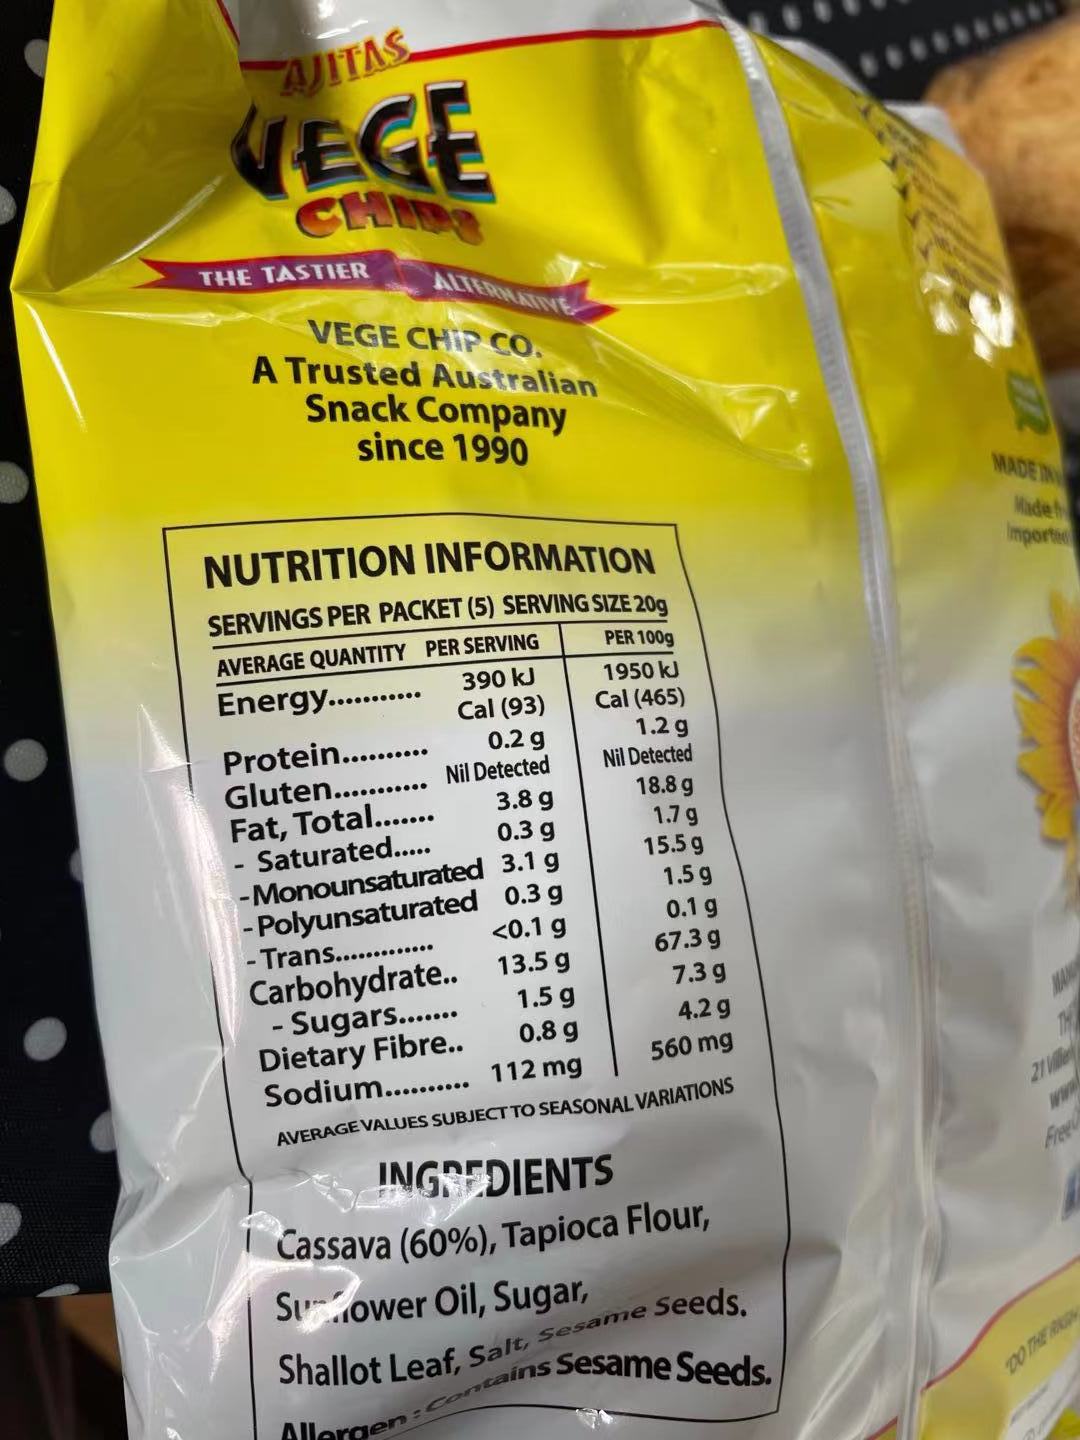 AJITAS
VEGE
CHIPS
THE TASTIER ALTERNATIVE
VEGE CHIP CO.
A Trusted Australian
Snack Company
since 1990
NUTRITION INFORMATION
SERVINGS PER PACKET (5) SERVING SIZE 20g
AVERAGE QUANTITY PER SERVING PER 100g
Energy........... 390 kJ 1950 kJ
Cal (93) Cal (465)
Protein.......... 0.2 g 1.2 g
Gluten........... Nil Detected Nil Detected
Fat, Total....... 3.8 g 18.8 g
- Saturated..... 0.3 g 1.7 g
-Monounsaturated 3.1 g 15.5 g
- Polyunsaturated 0.3 g 1.5 g
- Trans.............. <0.1 g 0.1 g
Carbohydrate.. 13.5 g 67.3 g
- Sugars....... 1.5 g 7.3 g
Dietary Fibre.. 0.8 g 4.2 g
Sodium.......... 112 mg 560 mg
AVERAGE VALUES SUBJECT TO SEASONAL VARIATIONS
INGREDIENTS
Cassava (60%), Tapioca Flour,
Sunflower Oil, Sugar,
Shallot Leaf, Salt, Sesame Seeds.
Allergen: Contains Sesame Seeds.
MADE IN
Made
Imported
21
"DO THE